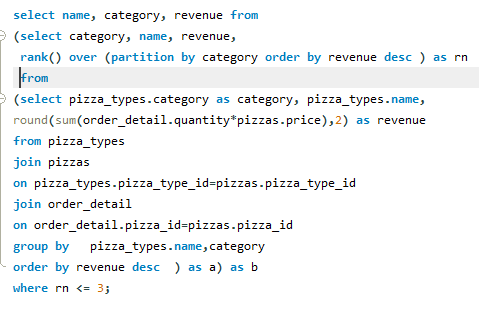 select name, category, revenue from
(select category, name, revenue,
rank() over (partition by category order by revenue desc ) as rn
from
(select pizza_types.category as category, pizza_types.name,
round(sum(order_detail.quantity*pizzas.price),2) as revenue
from pizza_types
join pizzas
on pizza_types.pizza_type_id=pizzas.pizza_type_id
join order_detail
on order_detail.pizza_id=pizzas.pizza_id
group by   pizza_types.name,category
order by revenue desc  ) as a) as b
where rn <= 3;